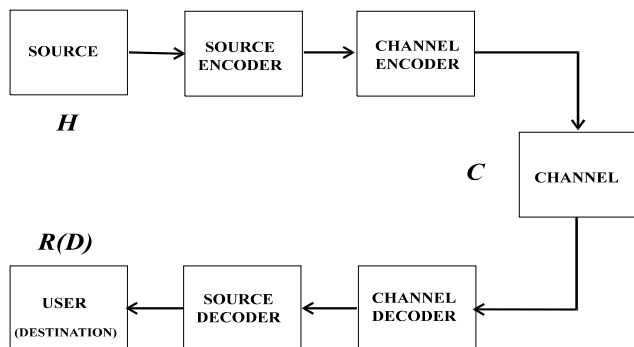 SOURCE
SOURCE
ENCODER
CHANNEL
ENCODER
H
C
CHANNEL
R(D)
USER
(DESTINATION)
SOURCE
DECODER
CHANNEL
DECODER